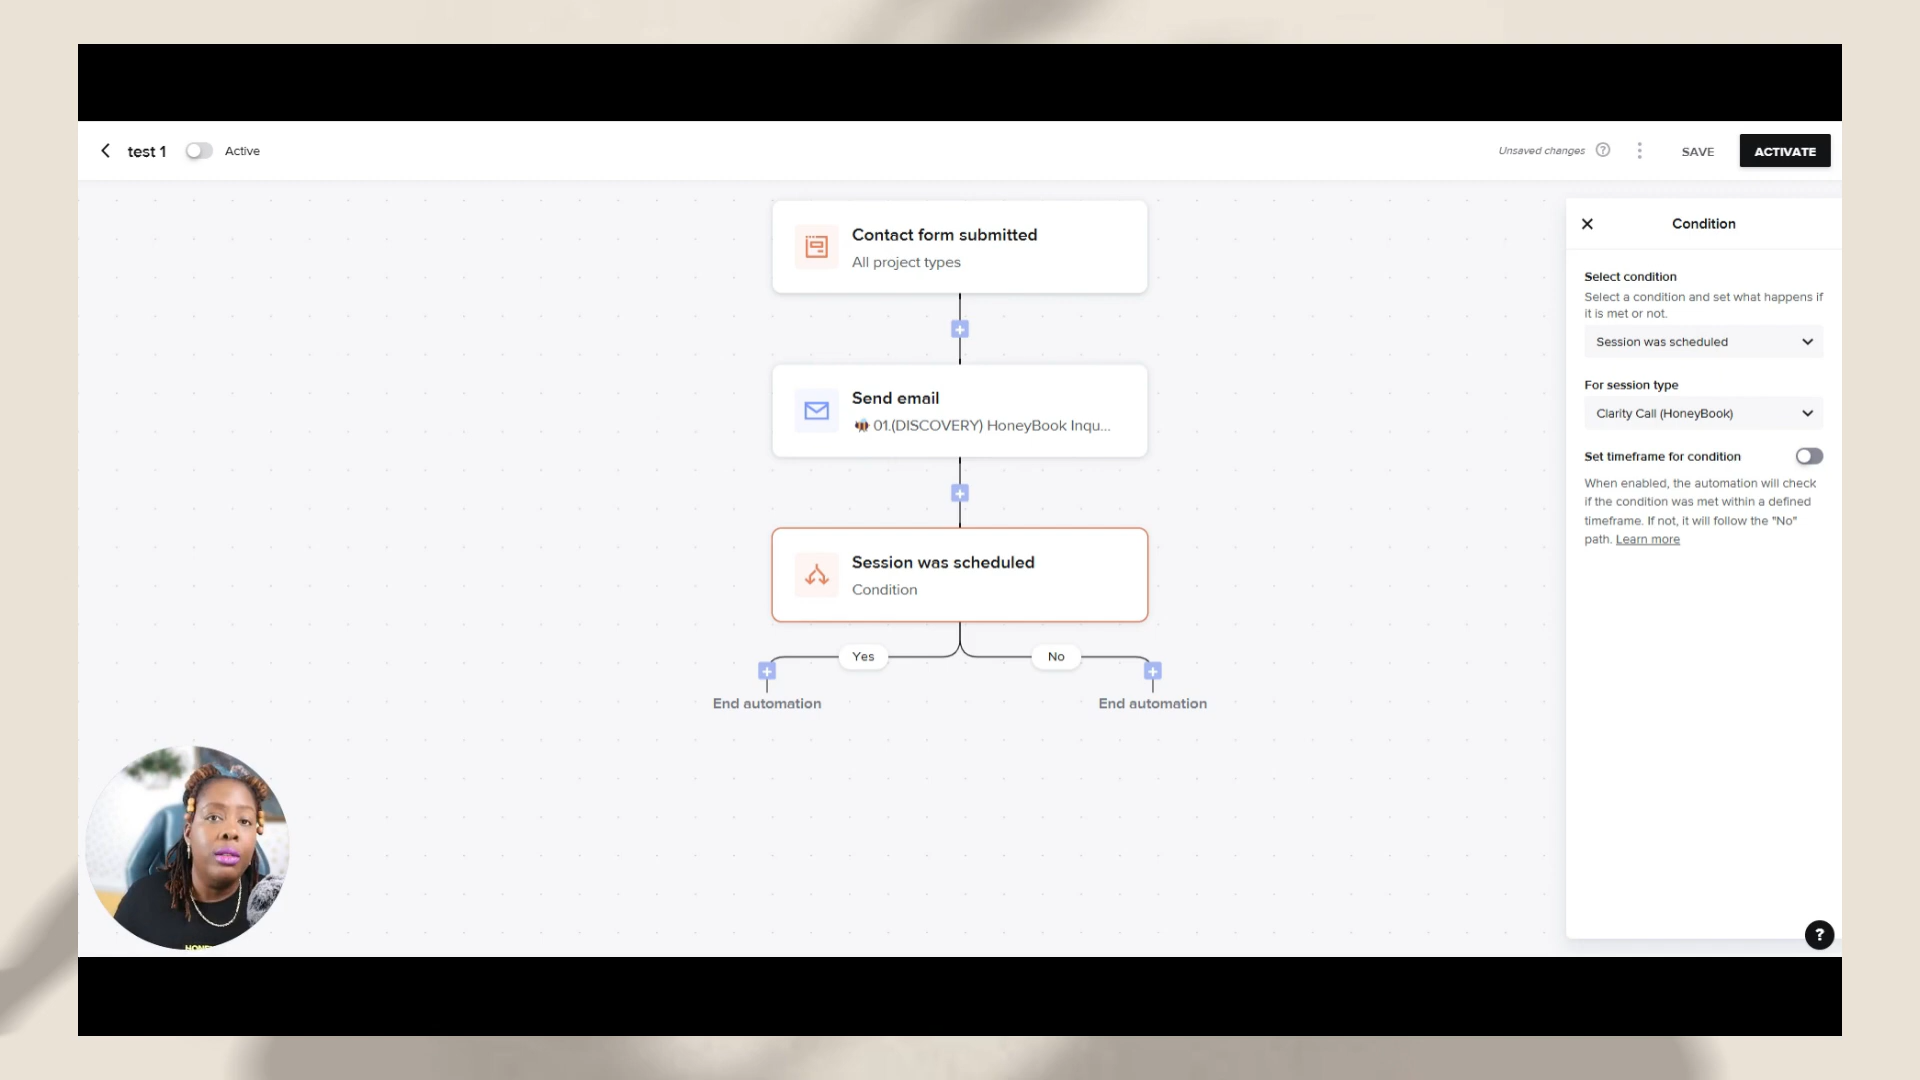 test 1
Active
Unsaved changes
?
SAVE
ACTIVATE
Contact form submitted
All project types
Send email
01.(DISCOVERY) HoneyBook Inqu...
Session was scheduled
Condition
Yes
No
End automation
End automation
Condition
Select condition
Select a condition and set what happens if
it is met or not.
Session was scheduled
For session type
Clarity Call (HoneyBook)
Set timeframe for condition
When enabled, the automation will check
if the condition was met within a defined
timeframe. If not, it will follow the "No"
path. Learn more
?